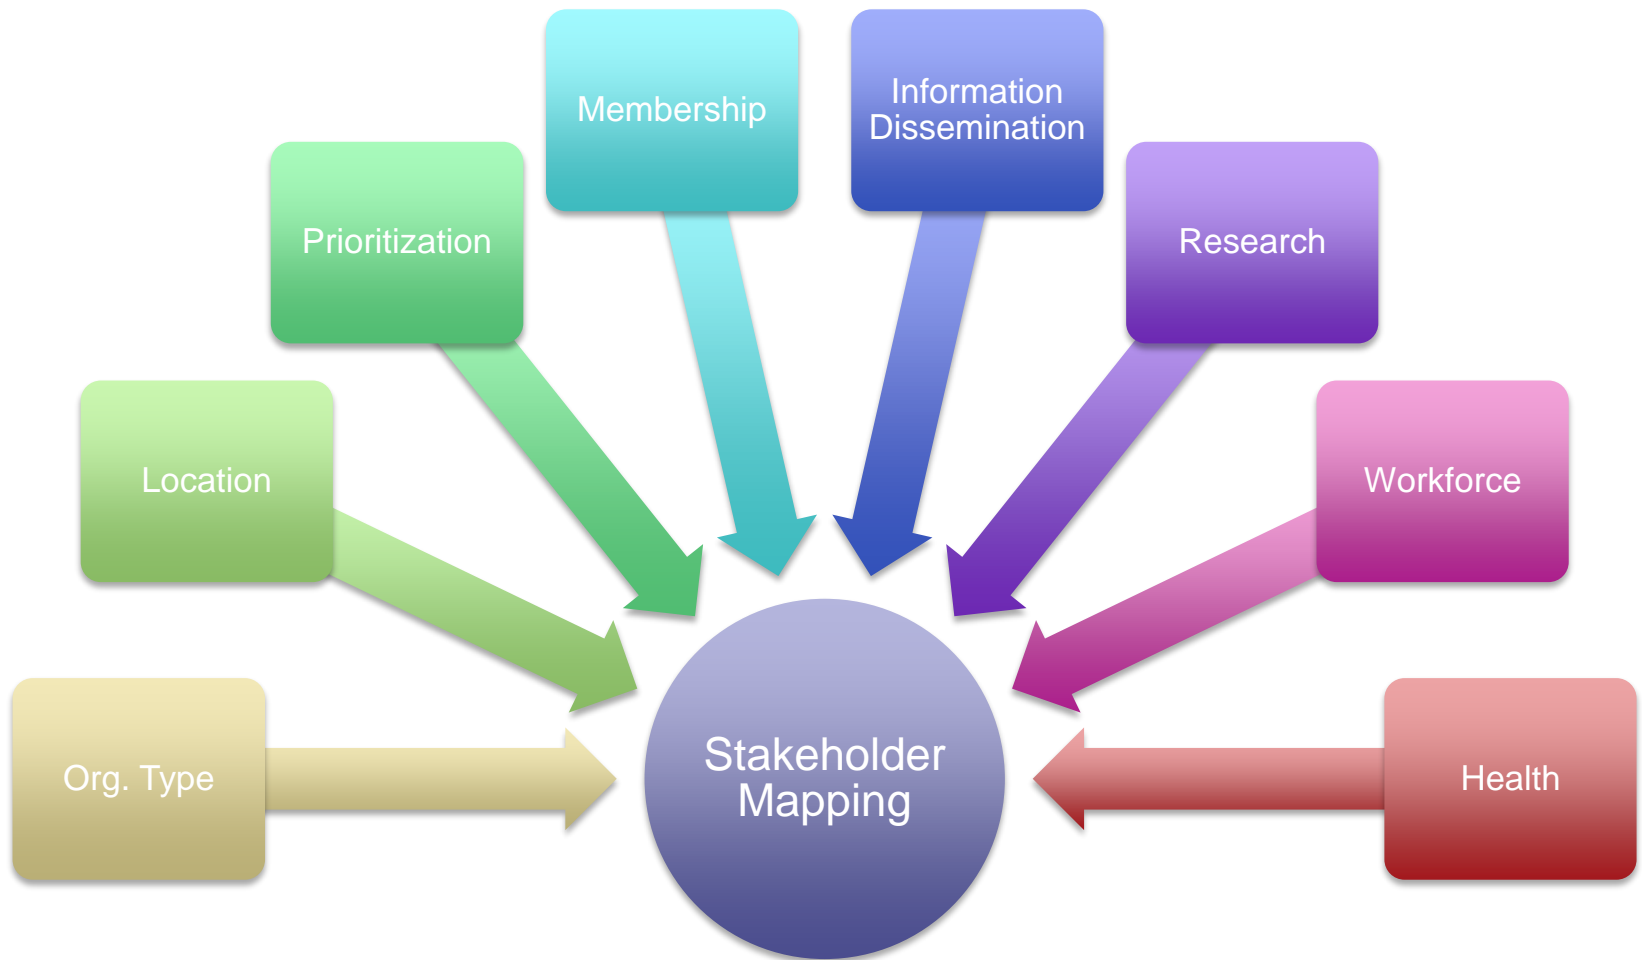 Membership
Information
Dissemination
Prioritization
Research
Location
Workforce
Org. Type
Stakeholder
Mapping
Health